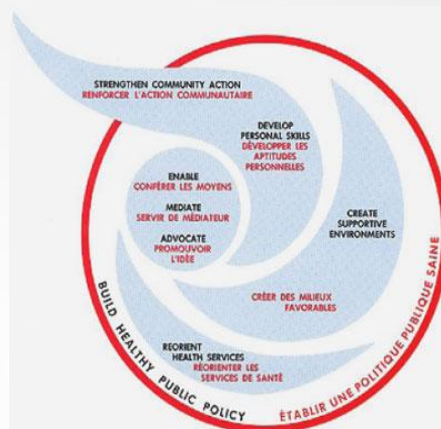 STRENGTHEN COMMUNITY ACTION
RENFORCER L'ACTION COMMUNAUTAIRE
DEVELOP
PERSONAL SKILLS
DÉVELOPPER LES
APTITUDES
PERSONNELLES
ENABLE
CONFÉRER LES MOYENS
MEDIATE
SERVIR DE MÉDIATEUR
ADVOCATE
PROMOUVOIR
L'IDÈE
CREATE
SUPPORTIVE
ENVIRONMENTS
CRÉER DES MILIEUX
FAVORABLES
REORIENT
HEALTH SERVICES
RÉORIENTER LES
SERVICES DE SANTÉ
BUILD HEALTHY PUBLIC POLICY
ÉTABLIR UNE POLITIQUE PUBLIQUE SAINE